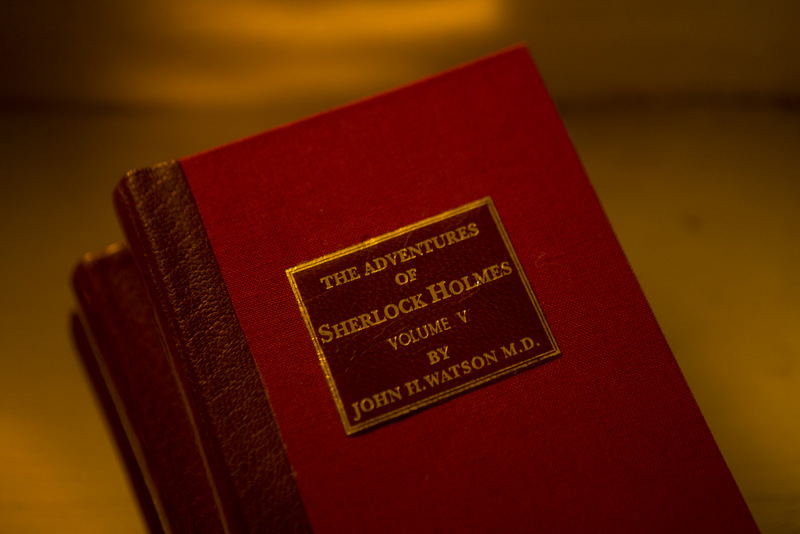 THE ADVENTURES
OF
SHERLOCK HOLMES
VOLUME V
BY
JOHN H. WATSON M.D.